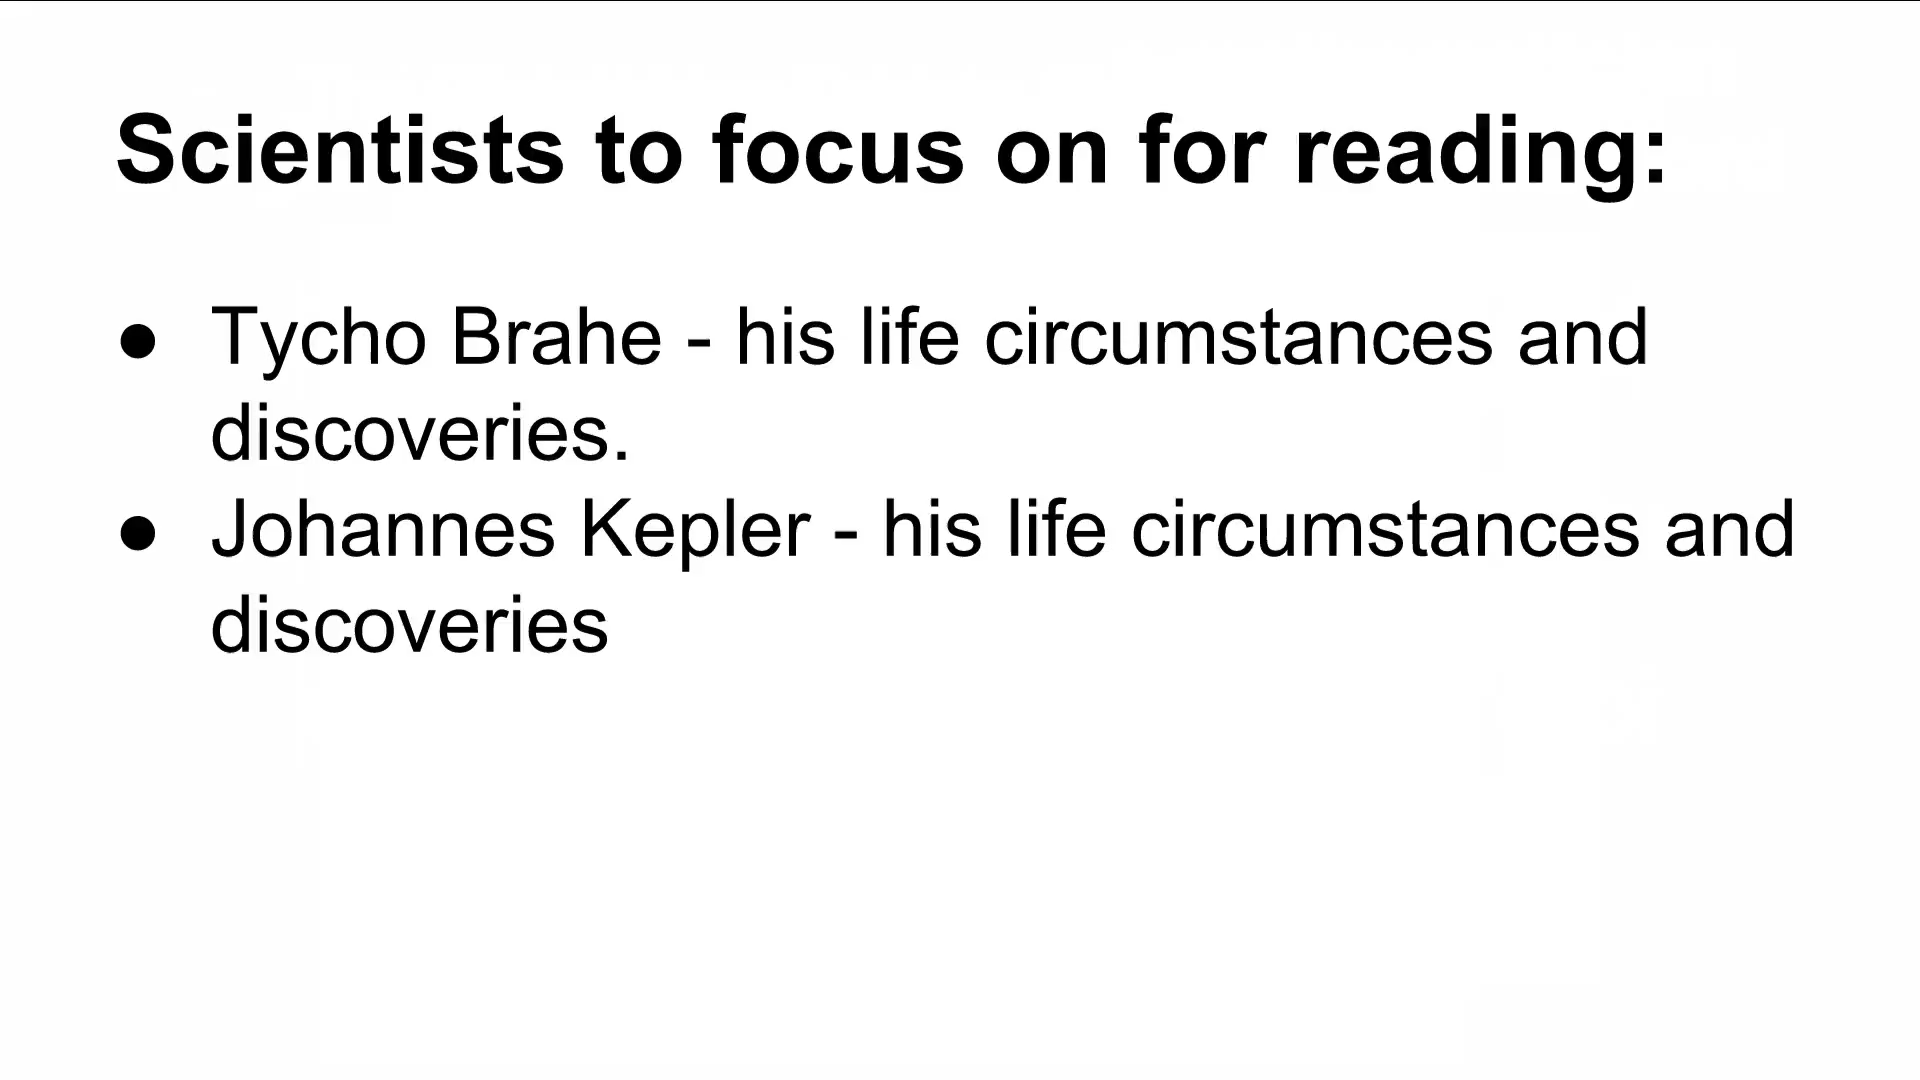 Scientists to focus on for reading:
● Tycho Brahe - his life circumstances and
discoveries.
● Johannes Kepler - his life circumstances and
discoveries